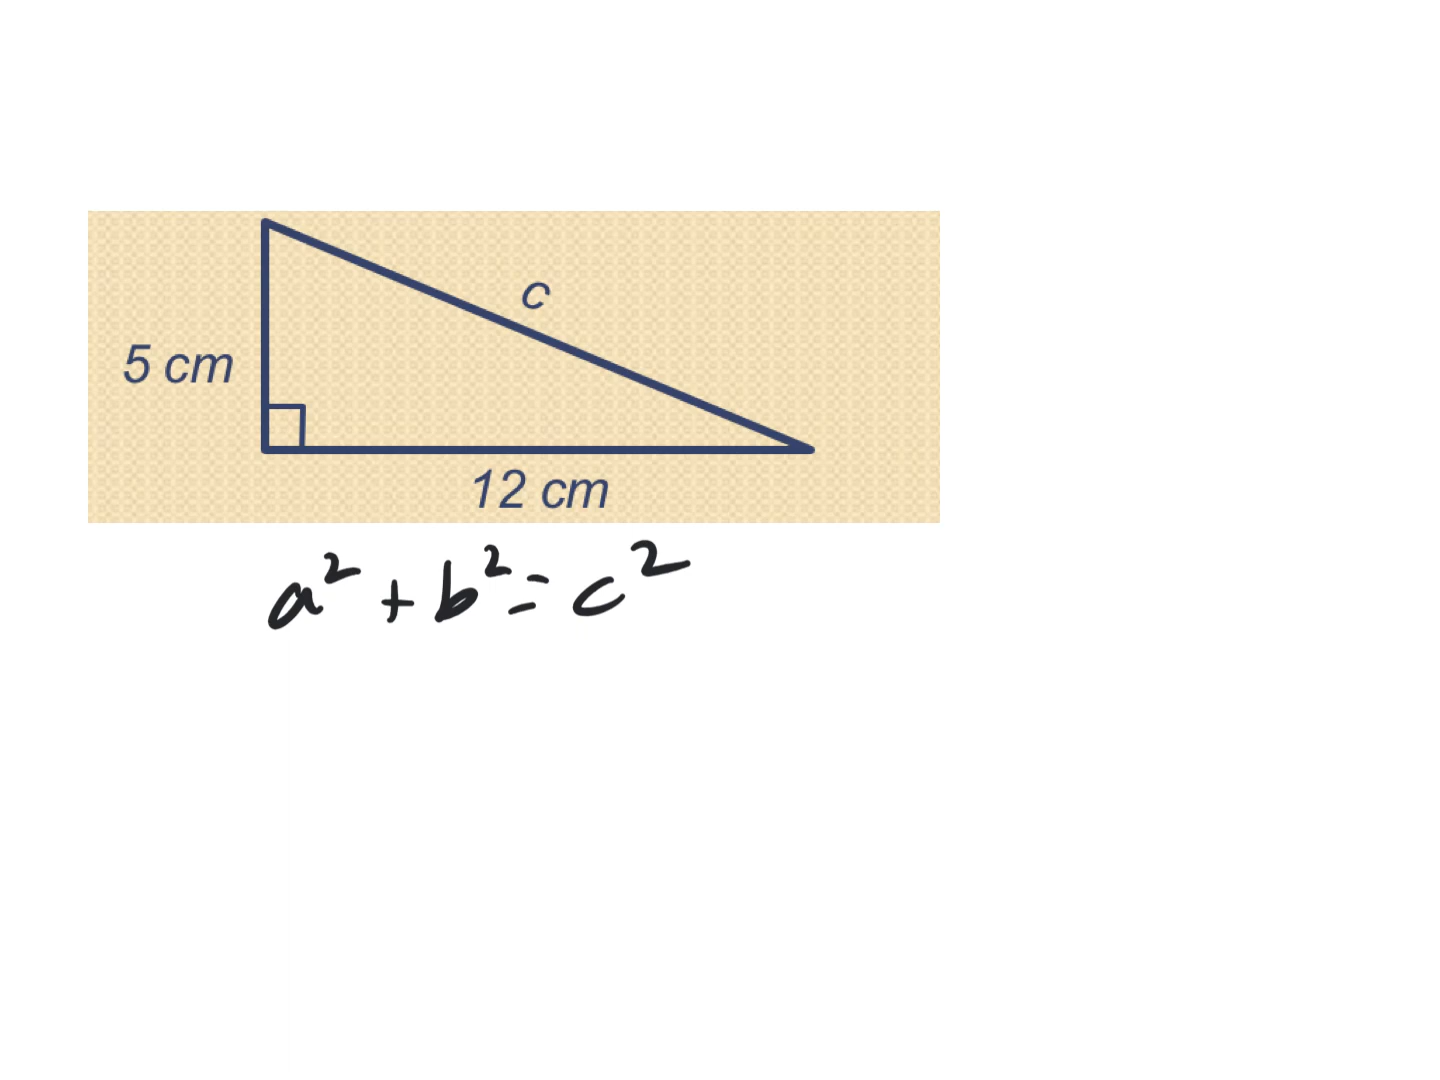 c
5 cm
12 cm
a² + b² = c²